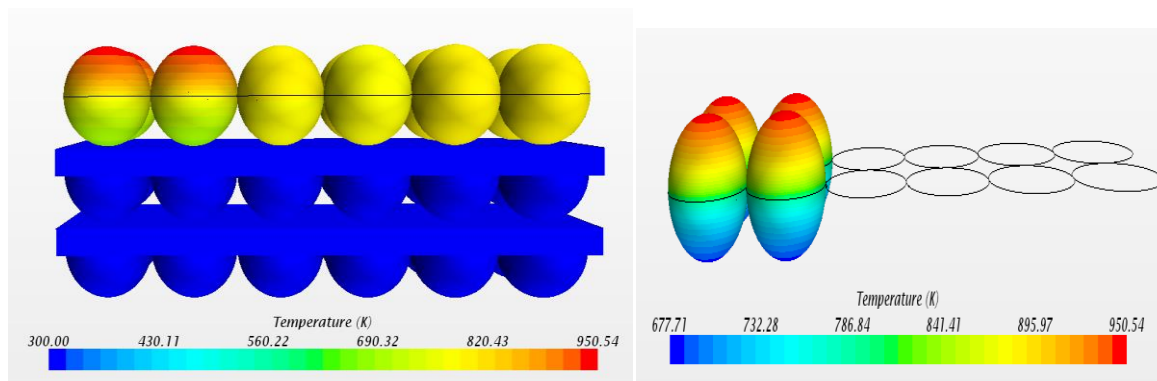 Temperature (K)
300.00 430.11 560.22 690.32 820.43 950.54
Temperature (K)
677.71 732.28 786.84 841.41 895.97 950.54